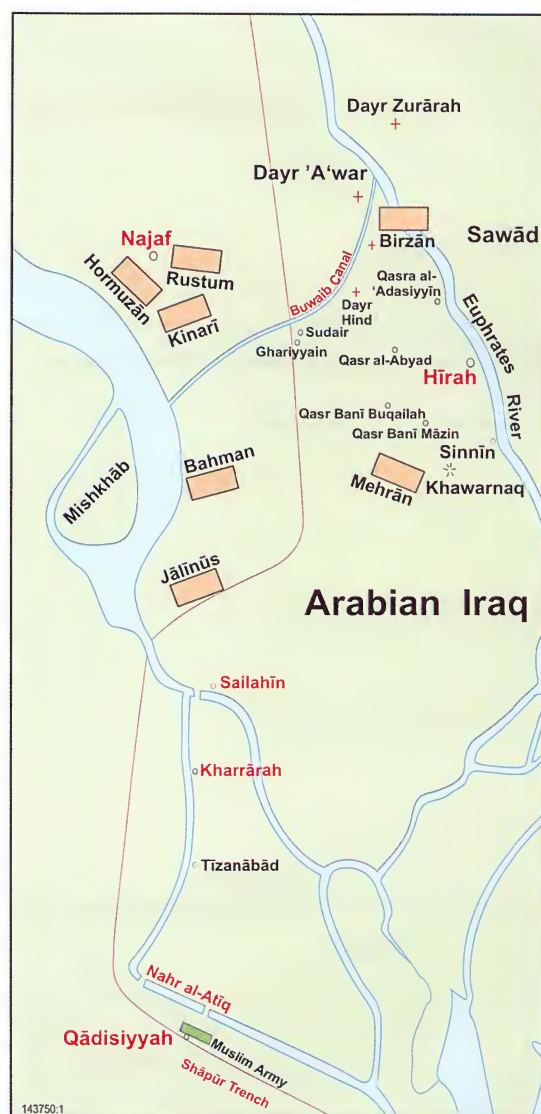 Dayr Zurārah
Dayr ’A‘war
Birzān
Sawād
Najaf
Rustum
Hormuzān
Kinarī
Buwaib Canal
Qasra al-
‘Adasiyyīn
Dayr
Hind
Sudair
Ghariyyain
Qasr al-Abyad
Euphrates
River
Hīrah
Qasr Banī Buqailah
Qasr Banī Māzin
Sinnīn
Khawarnaq
Mehrān
Bahman
Mishkhāb
Jālīnūs
Arabian Iraq
Sailahīn
Kharrārah
Tīzanābād
Nahr al-Atīq
Qādisiyyah
Muslim Army
Shāpūr Trench
143750:1